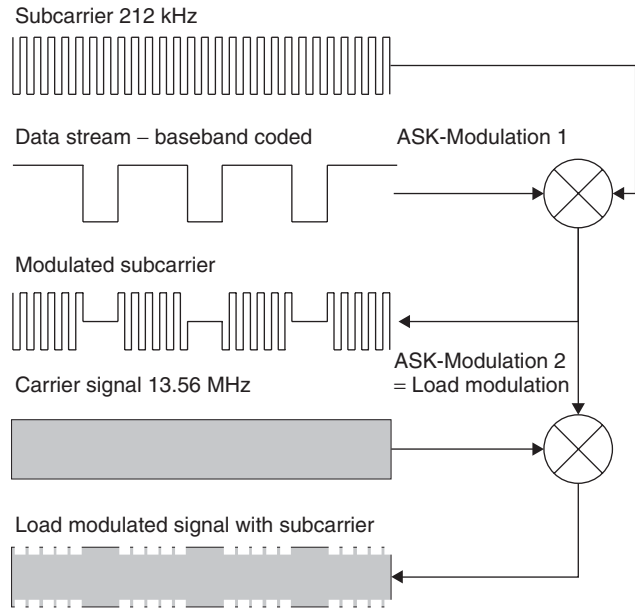 Subcarrier 212 kHz
Data stream – baseband coded
ASK-Modulation 1
Modulated subcarrier
ASK-Modulation 2
= Load modulation
Carrier signal 13.56 MHz
Load modulated signal with subcarrier